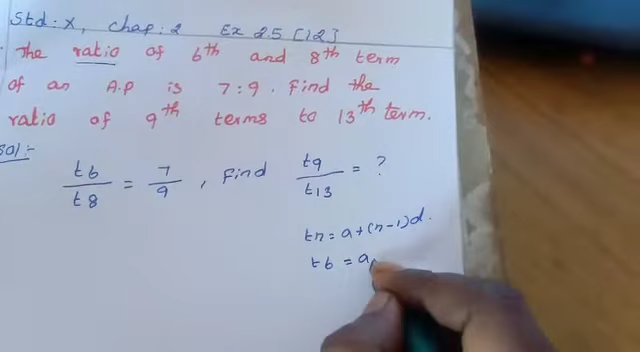 Std: X, chap: 2 Ex 2.5 [12]
The ratio of 6th and 8th term
of an A.P is 7:9. Find the
ratio of 9th terms to 13th term.
Sol:-
t6/t8 = 7/9, Find t9/t13 = ?
tn = a+(n-1)d.
t6 = a